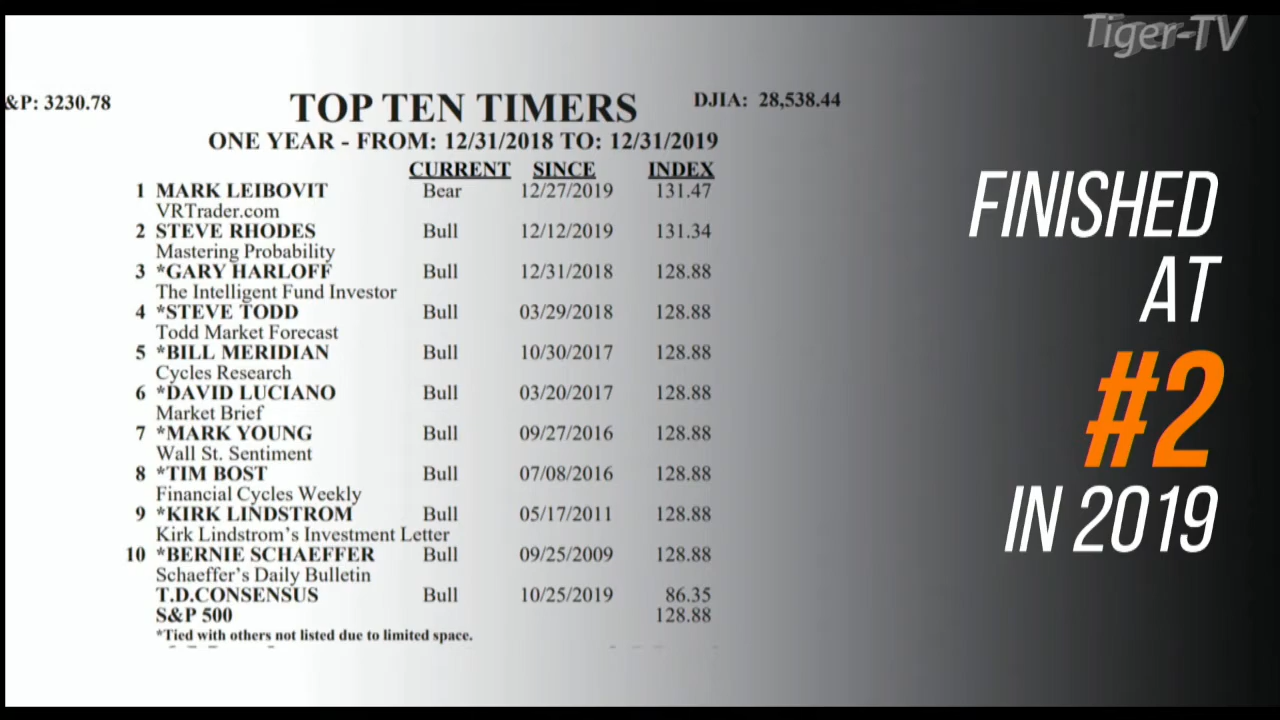 Tiger-TV
&P: 3230.78
TOP TEN TIMERS
DJIA: 28,538.44
ONE YEAR - FROM: 12/31/2018 TO: 12/31/2019
CURRENT SINCE INDEX
1 MARK LEIBOVIT Bear 12/27/2019 131.47
VRTrader.com
2 STEVE RHODES Bull 12/12/2019 131.34
Mastering Probability
3 *GARY HARLOFF Bull 12/31/2018 128.88
The Intelligent Fund Investor
4 *STEVE TODD Bull 03/29/2018 128.88
Todd Market Forecast
5 *BILL MERIDIAN Bull 10/30/2017 128.88
Cycles Research
6 *DAVID LUCIANO Bull 03/20/2017 128.88
Market Brief
7 *MARK YOUNG Bull 09/27/2016 128.88
Wall St. Sentiment
8 *TIM BOST Bull 07/08/2016 128.88
Financial Cycles Weekly
9 *KIRK LINDSTROM Bull 05/17/2011 128.88
Kirk Lindstrom's Investment Letter
10 *BERNIE SCHAEFFER Bull 09/25/2009 128.88
Schaeffer's Daily Bulletin
T.D.CONSENSUS Bull 10/25/2019 86.35
S&P 500 128.88
*Tied with others not listed due to limited space.
FINISHED
AT
#2
IN 2019